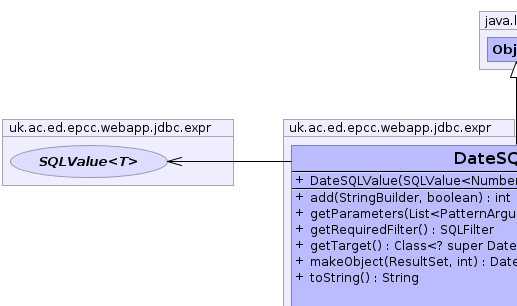 java.l
Obj
uk.ac.ed.epcc.webapp.jdbc.expr
SQLValue<T>
uk.ac.ed.epcc.webapp.jdbc.expr
DateSQ
+ DateSQLValue(SQLValue<Number
+ add(StringBuilder, boolean) : int
+ getParameters(List<PatternArgu
+ getRequiredFilter() : SQLFilter
+ getTarget() : Class<? super Date
+ makeObject(ResultSet, int) : Date
+ toString() : String